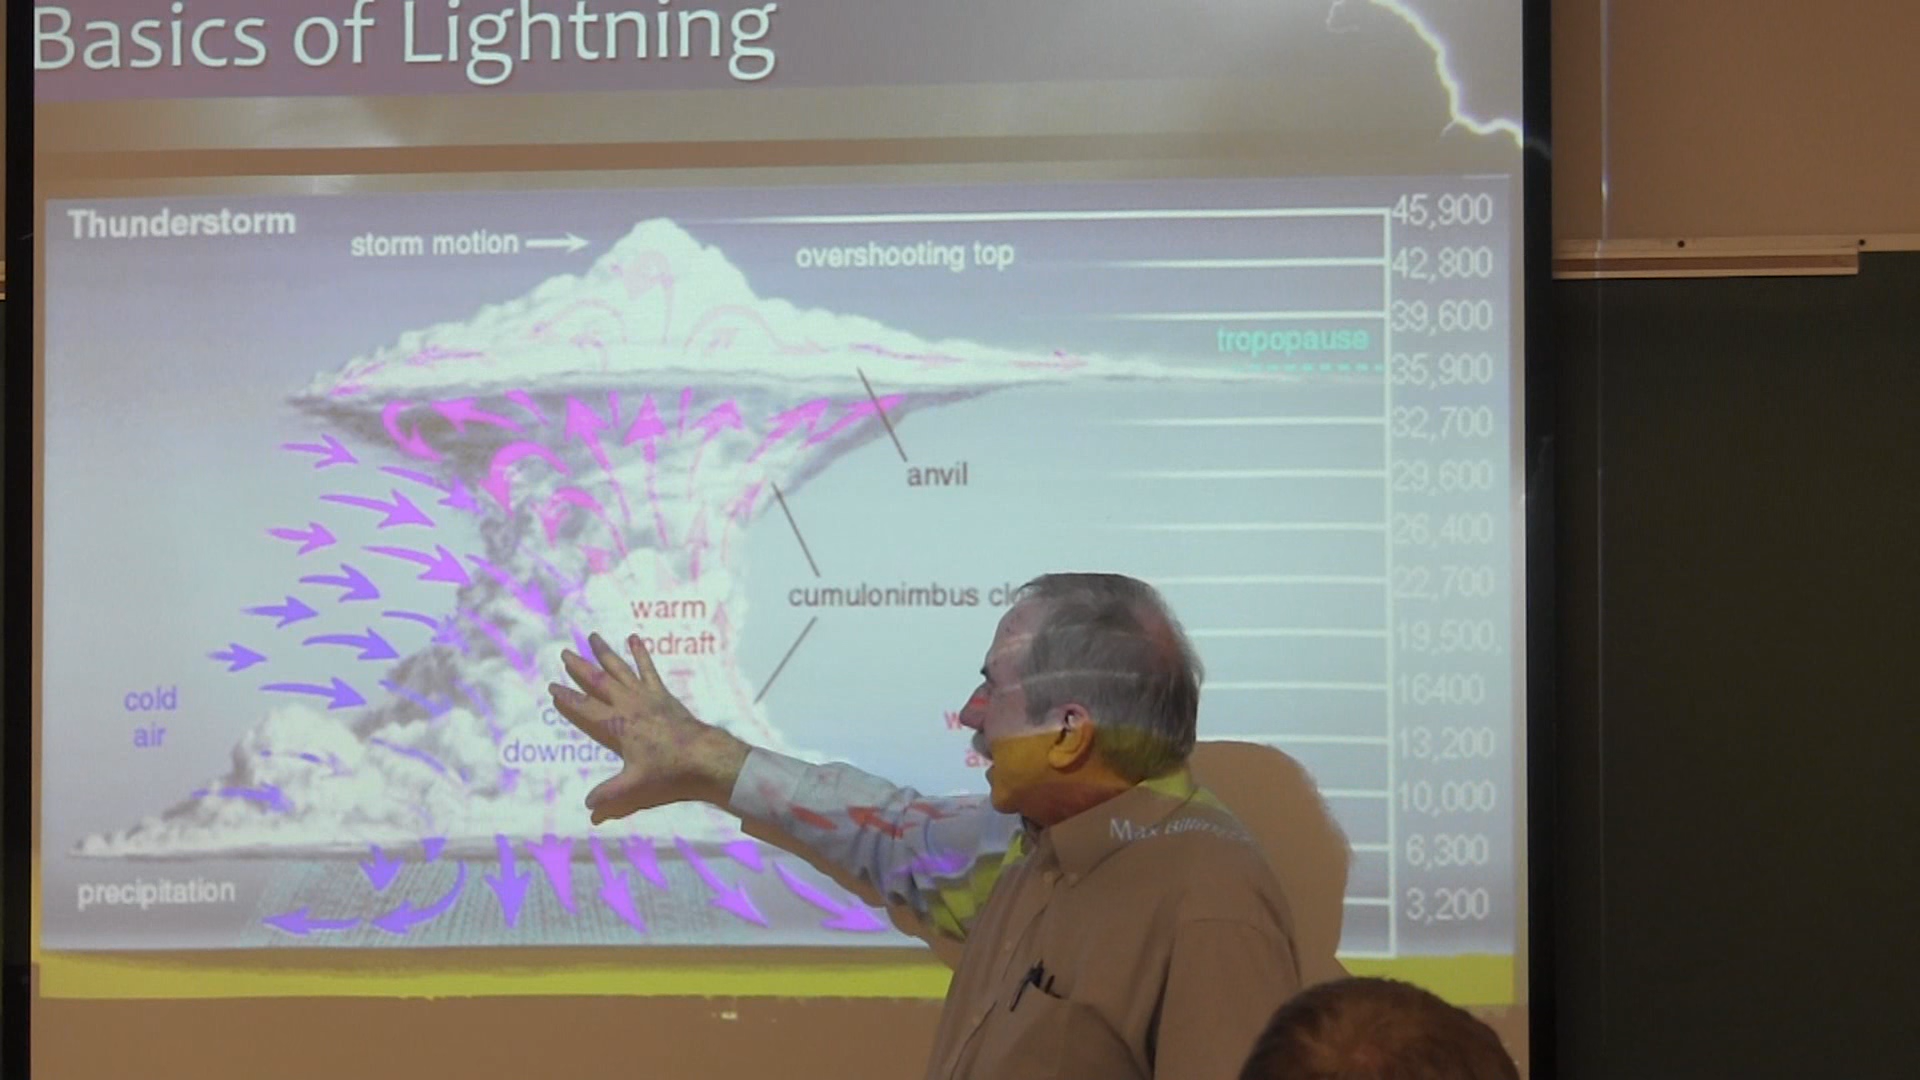 Basics of Lightning
Thunderstorm
storm motion
overshooting top
tropopause
45,900
42,800
39,600
35,900
32,700
29,600
26,400
22,700
19,500,
16400
13,200
10,000
6,300
3,200
anvil
cumulonimbus
warm
cold
air
precipitation
Max